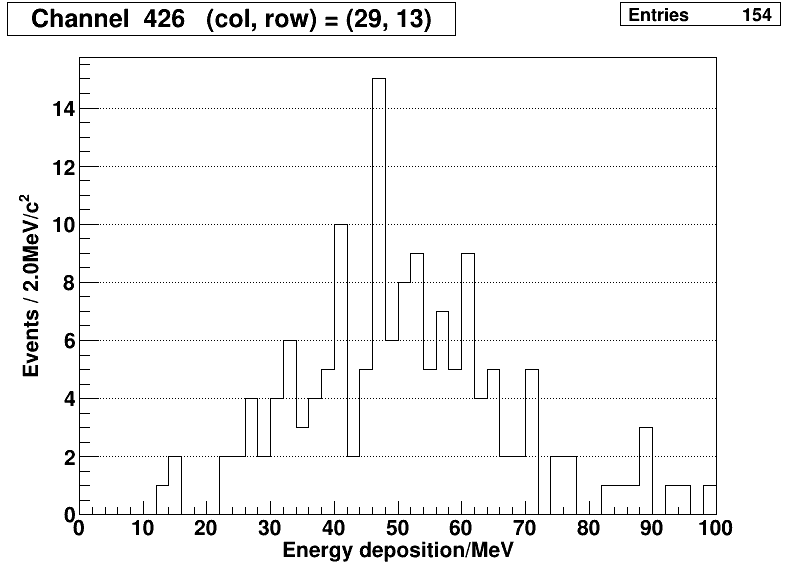 Channel 426 (col, row) = (29, 13)
Entries 154
Events / 2.0MeV/c²
14
12
10
8
6
4
2
0
0 10 20 30 40 50 60 70 80 90 100
Energy deposition/MeV